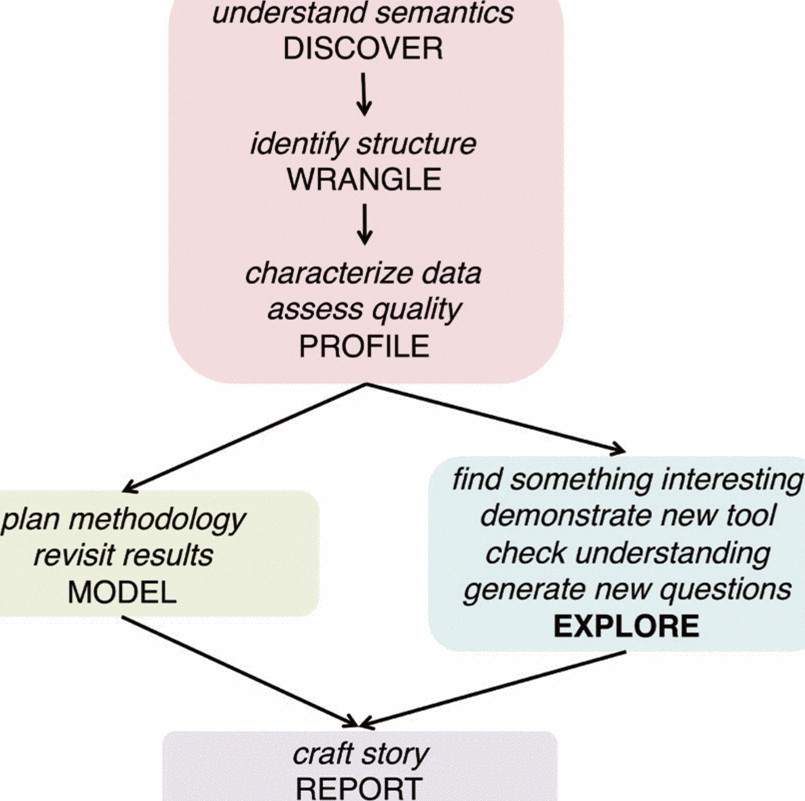 understand semantics
DISCOVER
identify structure
WRANGLE
characterize data
assess quality
PROFILE
plan methodology
revisit results
MODEL
find something interesting
demonstrate new tool
check understanding
generate new questions
EXPLORE
craft story
REPORT